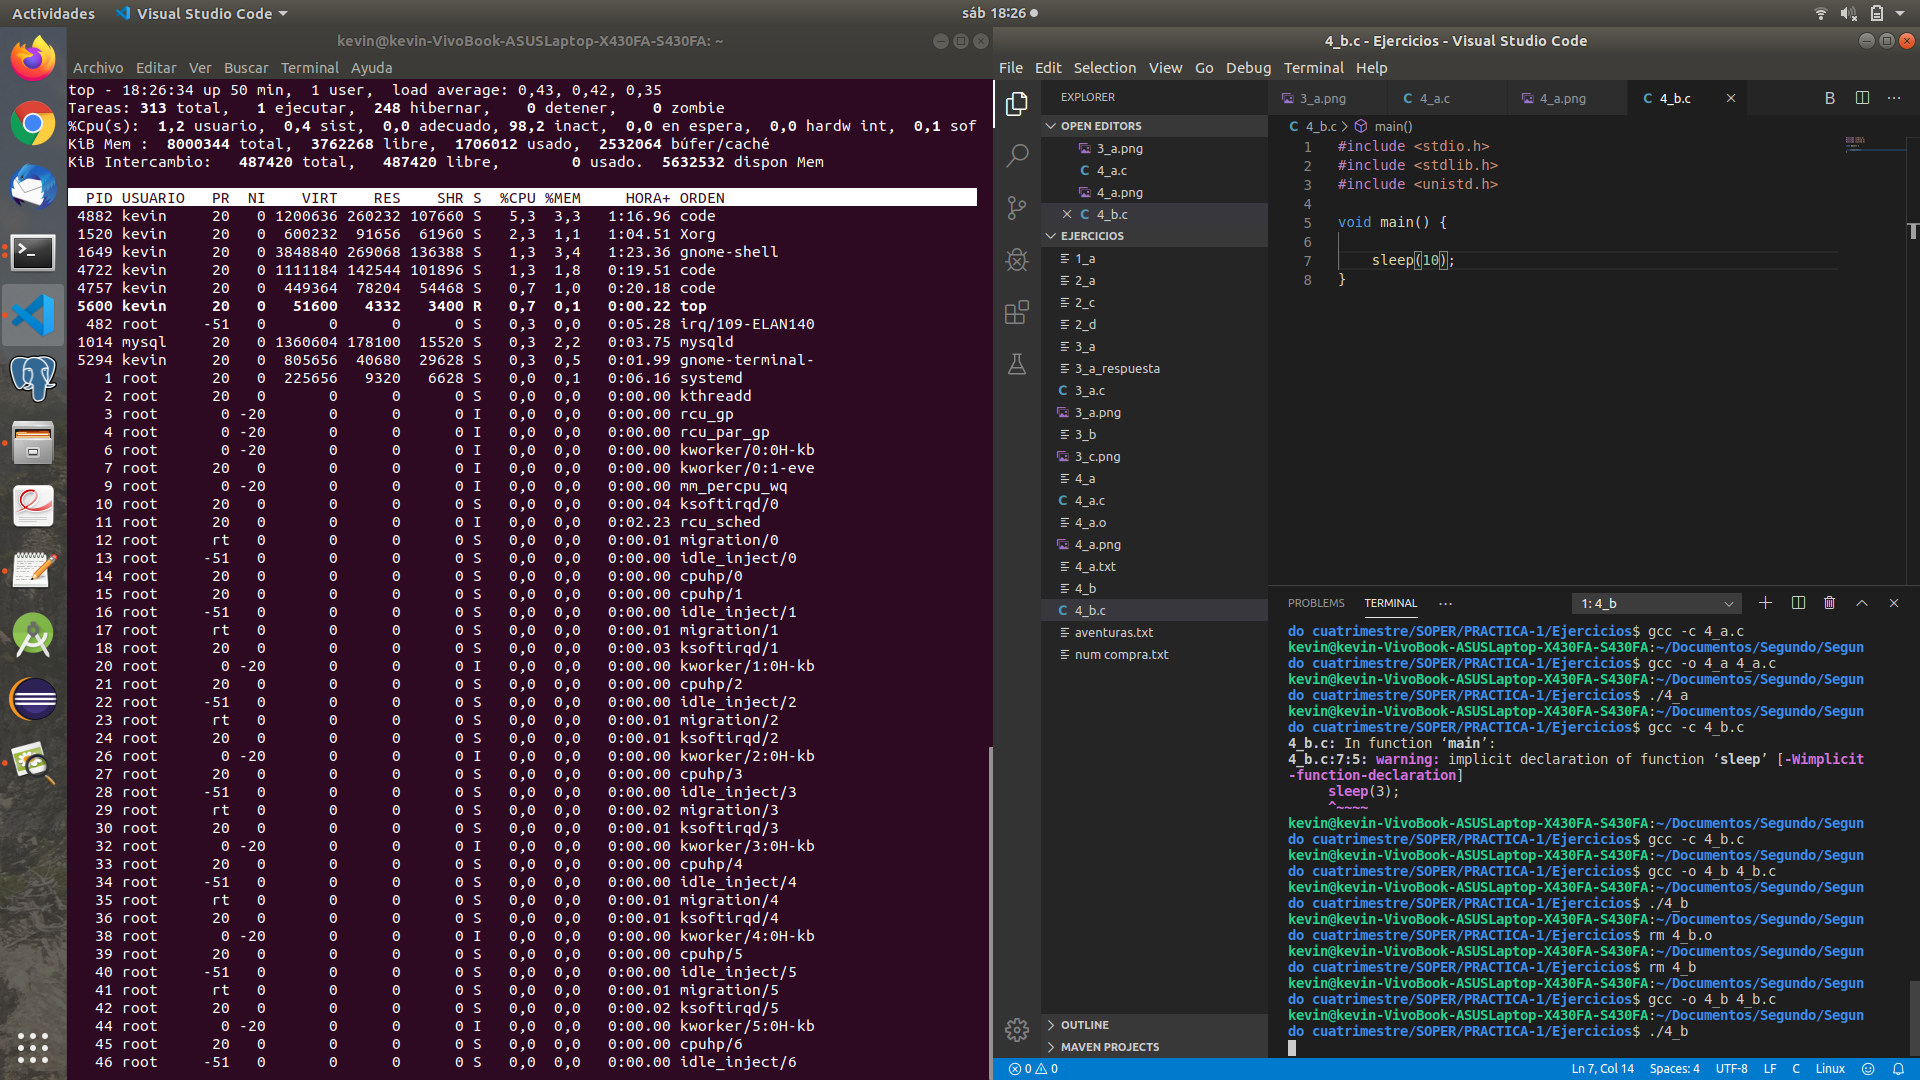 Actividades
Visual Studio Code
sáb 18:26
kevin@kevin-VivoBook-ASUSLaptop-X430FA-S430FA: ~
Archivo Editar Ver Buscar Terminal Ayuda
top - 18:26:34 up 50 min,  1 user,  load average: 0,43, 0,42, 0,35
Tareas: 313 total,   1 ejecutar,  248 hibernar,    0 detener,    0 zombie
%Cpu(s):  1,2 usuario,  0,4 sist,  0,0 adecuado, 98,2 inact,  0,0 en espera,  0,0 hardw int,  0,1 sof
KiB Mem :  8000344 total,  3762268 libre,  1706012 usado,  2532064 búfer/caché
KiB Intercambio:   487420 total,   487420 libre,        0 usado.  5632532 dispon Mem
PID USUARIO PR NI VIRT RES SHR S %CPU %MEM HORA+ ORDEN
4882 kevin 20 0 1200636 260232 107660 S 5,3 3,3 1:16.96 code
1520 kevin 20 0 600232 91656 61960 S 2,3 1,1 1:04.51 Xorg
1649 kevin 20 0 3848840 269068 136388 S 1,3 3,4 1:23.36 gnome-shell
4722 kevin 20 0 1111184 142544 101896 S 1,3 1,8 0:19.51 code
4757 kevin 20 0 449364 78204 54468 S 0,7 1,0 0:20.18 code
5600 kevin 20 0 51600 4332 3400 R 0,7 0,1 0:00.22 top
482 root -51 0 0 0 0 S 0,3 0,0 0:05.28 irq/109-ELAN140
1014 mysql 20 0 1360604 178100 15520 S 0,3 2,2 0:03.75 mysqld
5294 kevin 20 0 805656 40680 29628 S 0,3 0,5 0:01.99 gnome-terminal-
1 root 20 0 225656 9320 6628 S 0,0 0,1 0:06.16 systemd
2 root 20 0 0 0 0 S 0,0 0,0 0:00.00 kthreadd
3 root 0 -20 0 0 0 I 0,0 0,0 0:00.00 rcu_gp
4 root 0 -20 0 0 0 I 0,0 0,0 0:00.00 rcu_par_gp
6 root 0 -20 0 0 0 I 0,0 0,0 0:00.00 kworker/0:0H-kb
7 root 20 0 0 0 0 I 0,0 0,0 0:00.00 kworker/0:1-eve
9 root 0 -20 0 0 0 I 0,0 0,0 0:00.00 mm_percpu_wq
10 root 20 0 0 0 0 S 0,0 0,0 0:00.04 ksoftirqd/0
11 root 20 0 0 0 0 I 0,0 0,0 0:02.23 rcu_sched
12 root rt 0 0 0 0 S 0,0 0,0 0:00.01 migration/0
13 root -51 0 0 0 0 S 0,0 0,0 0:00.00 idle_inject/0
14 root 20 0 0 0 0 S 0,0 0,0 0:00.00 cpuhp/0
15 root 20 0 0 0 0 S 0,0 0,0 0:00.00 cpuhp/1
16 root -51 0 0 0 0 S 0,0 0,0 0:00.00 idle_inject/1
17 root rt 0 0 0 0 S 0,0 0,0 0:00.01 migration/1
18 root 20 0 0 0 0 S 0,0 0,0 0:00.03 ksoftirqd/1
20 root 0 -20 0 0 0 I 0,0 0,0 0:00.00 kworker/1:0H-kb
21 root 20 0 0 0 0 S 0,0 0,0 0:00.00 cpuhp/2
22 root -51 0 0 0 0 S 0,0 0,0 0:00.00 idle_inject/2
23 root rt 0 0 0 0 S 0,0 0,0 0:00.01 migration/2
24 root 20 0 0 0 0 S 0,0 0,0 0:00.01 ksoftirqd/2
26 root 0 -20 0 0 0 I 0,0 0,0 0:00.00 kworker/2:0H-kb
27 root 20 0 0 0 0 S 0,0 0,0 0:00.00 cpuhp/3
28 root -51 0 0 0 0 S 0,0 0,0 0:00.00 idle_inject/3
29 root rt 0 0 0 0 S 0,0 0,0 0:00.02 migration/3
30 root 20 0 0 0 0 S 0,0 0,0 0:00.01 ksoftirqd/3
32 root 0 -20 0 0 0 I 0,0 0,0 0:00.00 kworker/3:0H-kb
33 root 20 0 0 0 0 S 0,0 0,0 0:00.00 cpuhp/4
34 root -51 0 0 0 0 S 0,0 0,0 0:00.00 idle_inject/4
35 root rt 0 0 0 0 S 0,0 0,0 0:00.01 migration/4
36 root 20 0 0 0 0 S 0,0 0,0 0:00.01 ksoftirqd/4
38 root 0 -20 0 0 0 I 0,0 0,0 0:00.00 kworker/4:0H-kb
39 root 20 0 0 0 0 S 0,0 0,0 0:00.00 cpuhp/5
40 root -51 0 0 0 0 S 0,0 0,0 0:00.00 idle_inject/5
41 root rt 0 0 0 0 S 0,0 0,0 0:00.01 migration/5
42 root 20 0 0 0 0 S 0,0 0,0 0:00.02 ksoftirqd/5
44 root 0 -20 0 0 0 I 0,0 0,0 0:00.00 kworker/5:0H-kb
45 root 20 0 0 0 0 S 0,0 0,0 0:00.00 cpuhp/6
46 root -51 0 0 0 0 S 0,0 0,0 0:00.00 idle_inject/6
4_b.c - Ejercicios - Visual Studio Code
File Edit Selection View Go Debug Terminal Help
EXPLORER
OPEN EDITORS
3_a.png
C 4_a.c
4_a.png
C 4_b.c
EJERCICIOS
1_a
2_a
2_c
2_d
3_a
3_a_respuesta
C 3_a.c
3_a.png
3_b
3_c.png
4_a
C 4_a.c
4_a.o
4_a.png
4_a.txt
4_b
C 4_b.c
aventuras.txt
num compra.txt
OUTLINE
MAVEN PROJECTS
3_a.png C 4_a.c 4_a.png C 4_b.c B
C 4_b.c > main()
1 #include <stdio.h>
2 #include <stdlib.h>
3 #include <unistd.h>
4
5 void main() {
6
7 sleep(10);
8 }
PROBLEMS TERMINAL 1: 4_b
do cuatrimestre/SOPER/PRACTICA-1/Ejercicios$ gcc -c 4_a.c
kevin@kevin-VivoBook-ASUSLaptop-X430FA-S430FA:~/Documentos/Segundo/Segun
do cuatrimestre/SOPER/PRACTICA-1/Ejercicios$ gcc -o 4_a 4_a.c
kevin@kevin-VivoBook-ASUSLaptop-X430FA-S430FA:~/Documentos/Segundo/Segun
do cuatrimestre/SOPER/PRACTICA-1/Ejercicios$ ./4_a
kevin@kevin-VivoBook-ASUSLaptop-X430FA-S430FA:~/Documentos/Segundo/Segun
do cuatrimestre/SOPER/PRACTICA-1/Ejercicios$ gcc -c 4_b.c
4_b.c: In function ‘main’:
4_b.c:7:5: warning: implicit declaration of function ‘sleep’ [-Wimplicit
-function-declaration]
sleep(3);
^~~~~
kevin@kevin-VivoBook-ASUSLaptop-X430FA-S430FA:~/Documentos/Segundo/Segun
do cuatrimestre/SOPER/PRACTICA-1/Ejercicios$ gcc -c 4_b.c
kevin@kevin-VivoBook-ASUSLaptop-X430FA-S430FA:~/Documentos/Segundo/Segun
do cuatrimestre/SOPER/PRACTICA-1/Ejercicios$ gcc -o 4_b 4_b.c
kevin@kevin-VivoBook-ASUSLaptop-X430FA-S430FA:~/Documentos/Segundo/Segun
do cuatrimestre/SOPER/PRACTICA-1/Ejercicios$ ./4_b
kevin@kevin-VivoBook-ASUSLaptop-X430FA-S430FA:~/Documentos/Segundo/Segun
do cuatrimestre/SOPER/PRACTICA-1/Ejercicios$ rm 4_b.o
kevin@kevin-VivoBook-ASUSLaptop-X430FA-S430FA:~/Documentos/Segundo/Segun
do cuatrimestre/SOPER/PRACTICA-1/Ejercicios$ rm 4_b
kevin@kevin-VivoBook-ASUSLaptop-X430FA-S430FA:~/Documentos/Segundo/Segun
do cuatrimestre/SOPER/PRACTICA-1/Ejercicios$ gcc -o 4_b 4_b.c
kevin@kevin-VivoBook-ASUSLaptop-X430FA-S430FA:~/Documentos/Segundo/Segun
do cuatrimestre/SOPER/PRACTICA-1/Ejercicios$ ./4_b
0 0 Ln 7, Col 14 Spaces: 4 UTF-8 LF C Linux